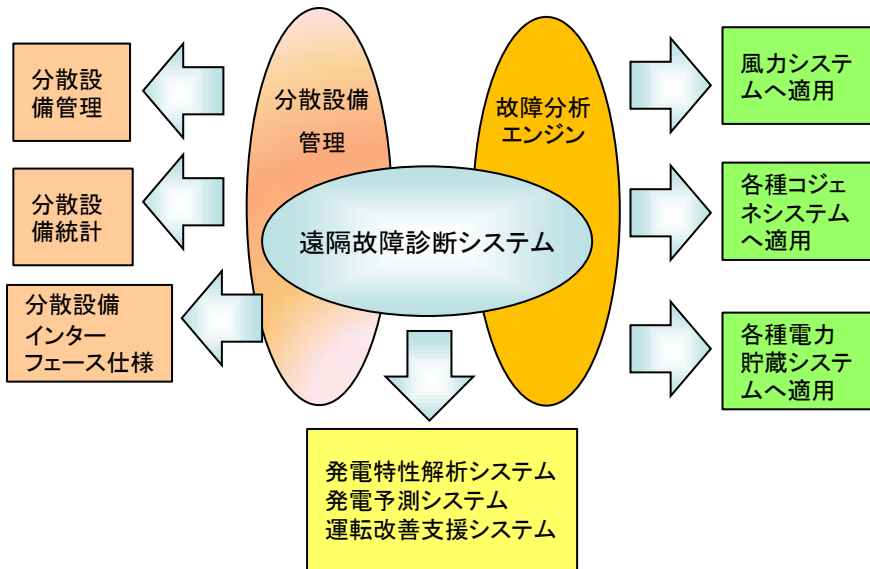 分散設
備管理
分散設
備統計
分散設備
インター
フェース仕様
分散設備
管理
故障分析
エンジン
遠隔故障診断システム
風力システ
ムへ適用
各種コジェ
ネシステム
へ適用
各種電力
貯蔵システ
ムへ適用
発電特性解析システム
発電予測システム
運転改善支援システム